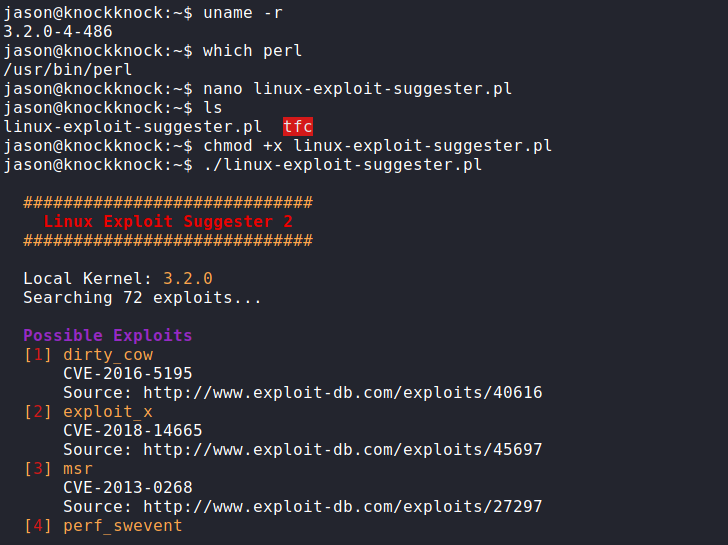 jason@knockknock:~$ uname -r
3.2.0-4-486
jason@knockknock:~$ which perl
/usr/bin/perl
jason@knockknock:~$ nano linux-exploit-suggester.pl
jason@knockknock:~$ ls
linux-exploit-suggester.pl  tfc
jason@knockknock:~$ chmod +x linux-exploit-suggester.pl
jason@knockknock:~$ ./linux-exploit-suggester.pl
#############################
Linux Exploit Suggester 2
#############################
Local Kernel: 3.2.0
Searching 72 exploits...
Possible Exploits
[1] dirty_cow
CVE-2016-5195
Source: http://www.exploit-db.com/exploits/40616
[2] exploit_x
CVE-2018-14665
Source: http://www.exploit-db.com/exploits/45697
[3] msr
CVE-2013-0268
Source: http://www.exploit-db.com/exploits/27297
[4] perf_swevent